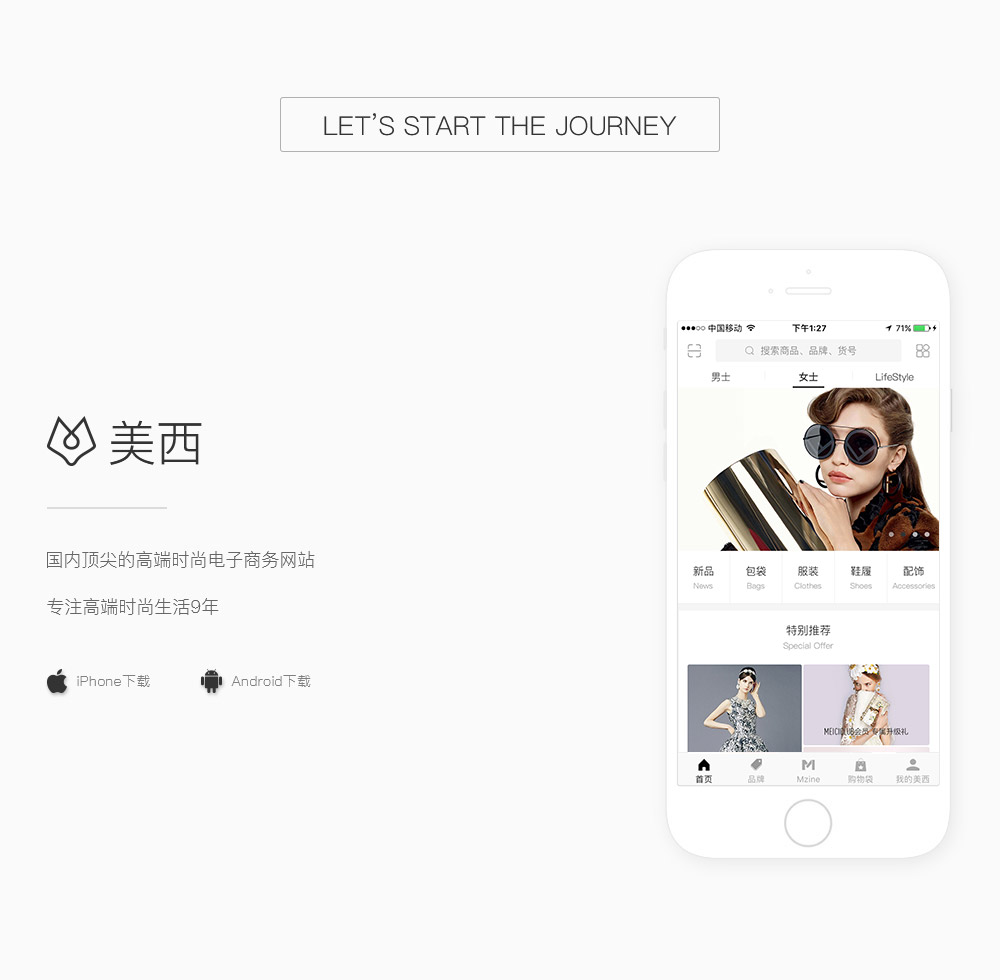 LET'S START THE JOURNEY
美西
国内顶尖的高端时尚电子商务网站
专注高端时尚生活9年
iPhone下载
Android下载
中国移动 下午1:27 71%
搜索商品、品牌、货号
男士 女士 LifeStyle
新品 包袋 服装 鞋履 配饰
News Bags Clothes Shoes Accessories
特别推荐
Special Offer
MEICI会员 专属升级礼
首页 品牌 Mzine 购物袋 我的美西